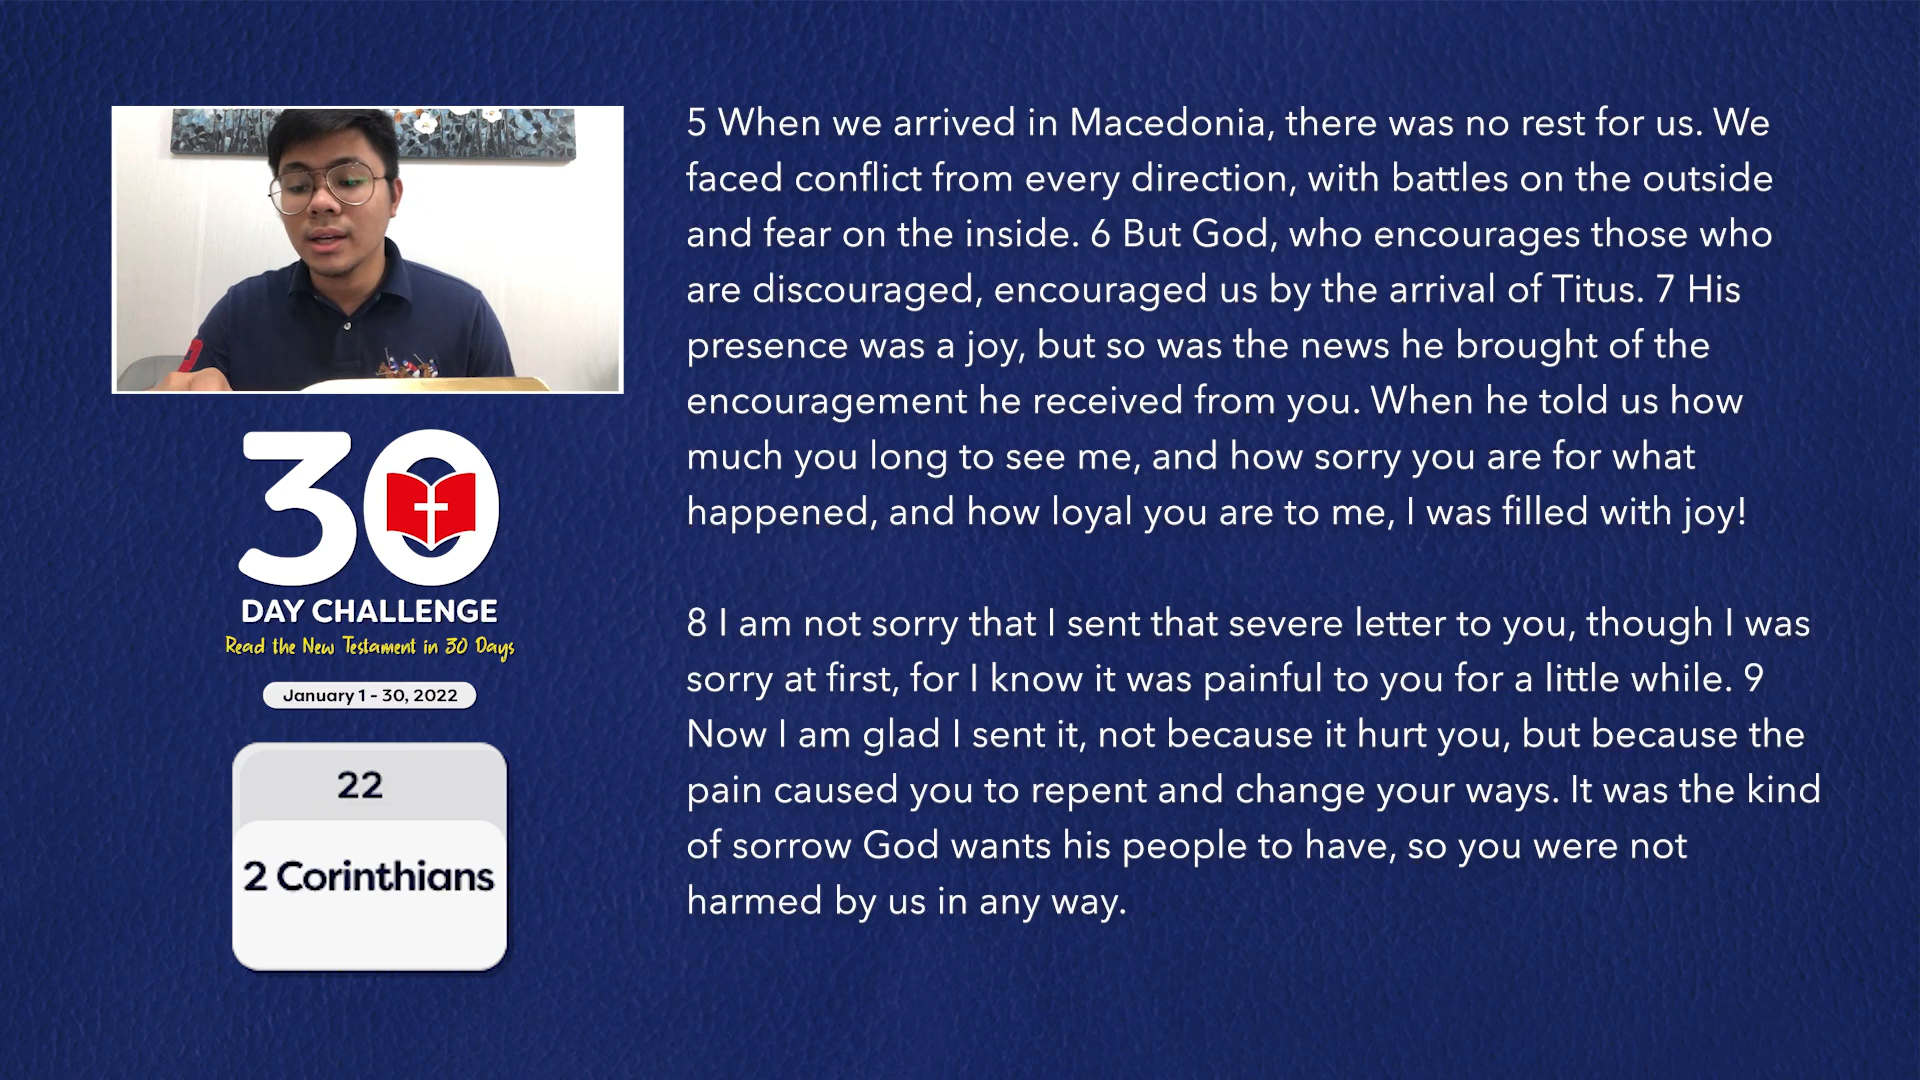 5 When we arrived in Macedonia, there was no rest for us. We
faced conflict from every direction, with battles on the outside
and fear on the inside. 6 But God, who encourages those who
are discouraged, encouraged us by the arrival of Titus. 7 His
presence was a joy, but so was the news he brought of the
encouragement he received from you. When he told us how
much you long to see me, and how sorry you are for what
happened, and how loyal you are to me, I was filled with joy!
8 I am not sorry that I sent that severe letter to you, though I was
sorry at first, for I know it was painful to you for a little while. 9
Now I am glad I sent it, not because it hurt you, but because the
pain caused you to repent and change your ways. It was the kind
of sorrow God wants his people to have, so you were not
harmed by us in any way.
30
DAY CHALLENGE
Read the New Testament in 30 Days
January 1 - 30, 2022
22
2 Corinthians